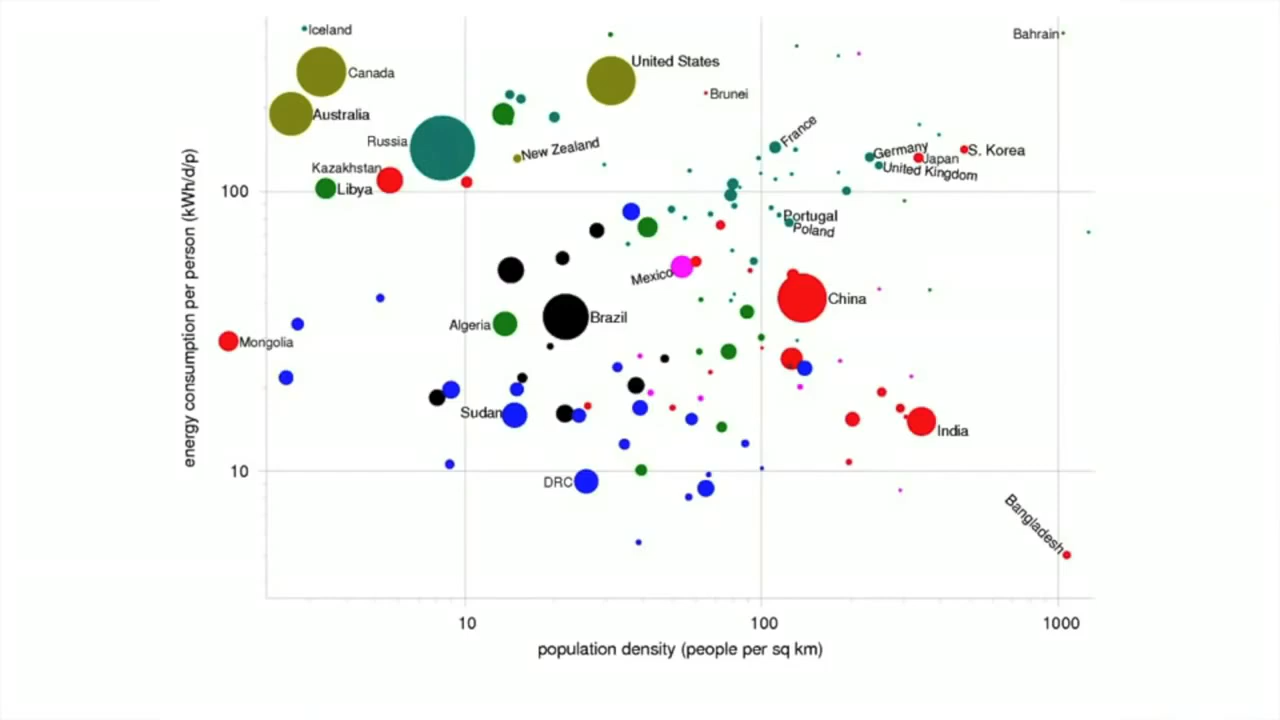 Iceland
Bahrain
United States
Canada
Brunei
Australia
France
Russia
New Zealand
Germany
S. Korea
Japan
Kazakhstan
United Kingdom
100
Libya
Portugal
Poland
Mexico
China
Algeria
Brazil
Mongolia
Sudan
India
10
DRC
Bangladesh
energy consumption per person (kWh/d/p)
10
100
1000
population density (people per sq km)